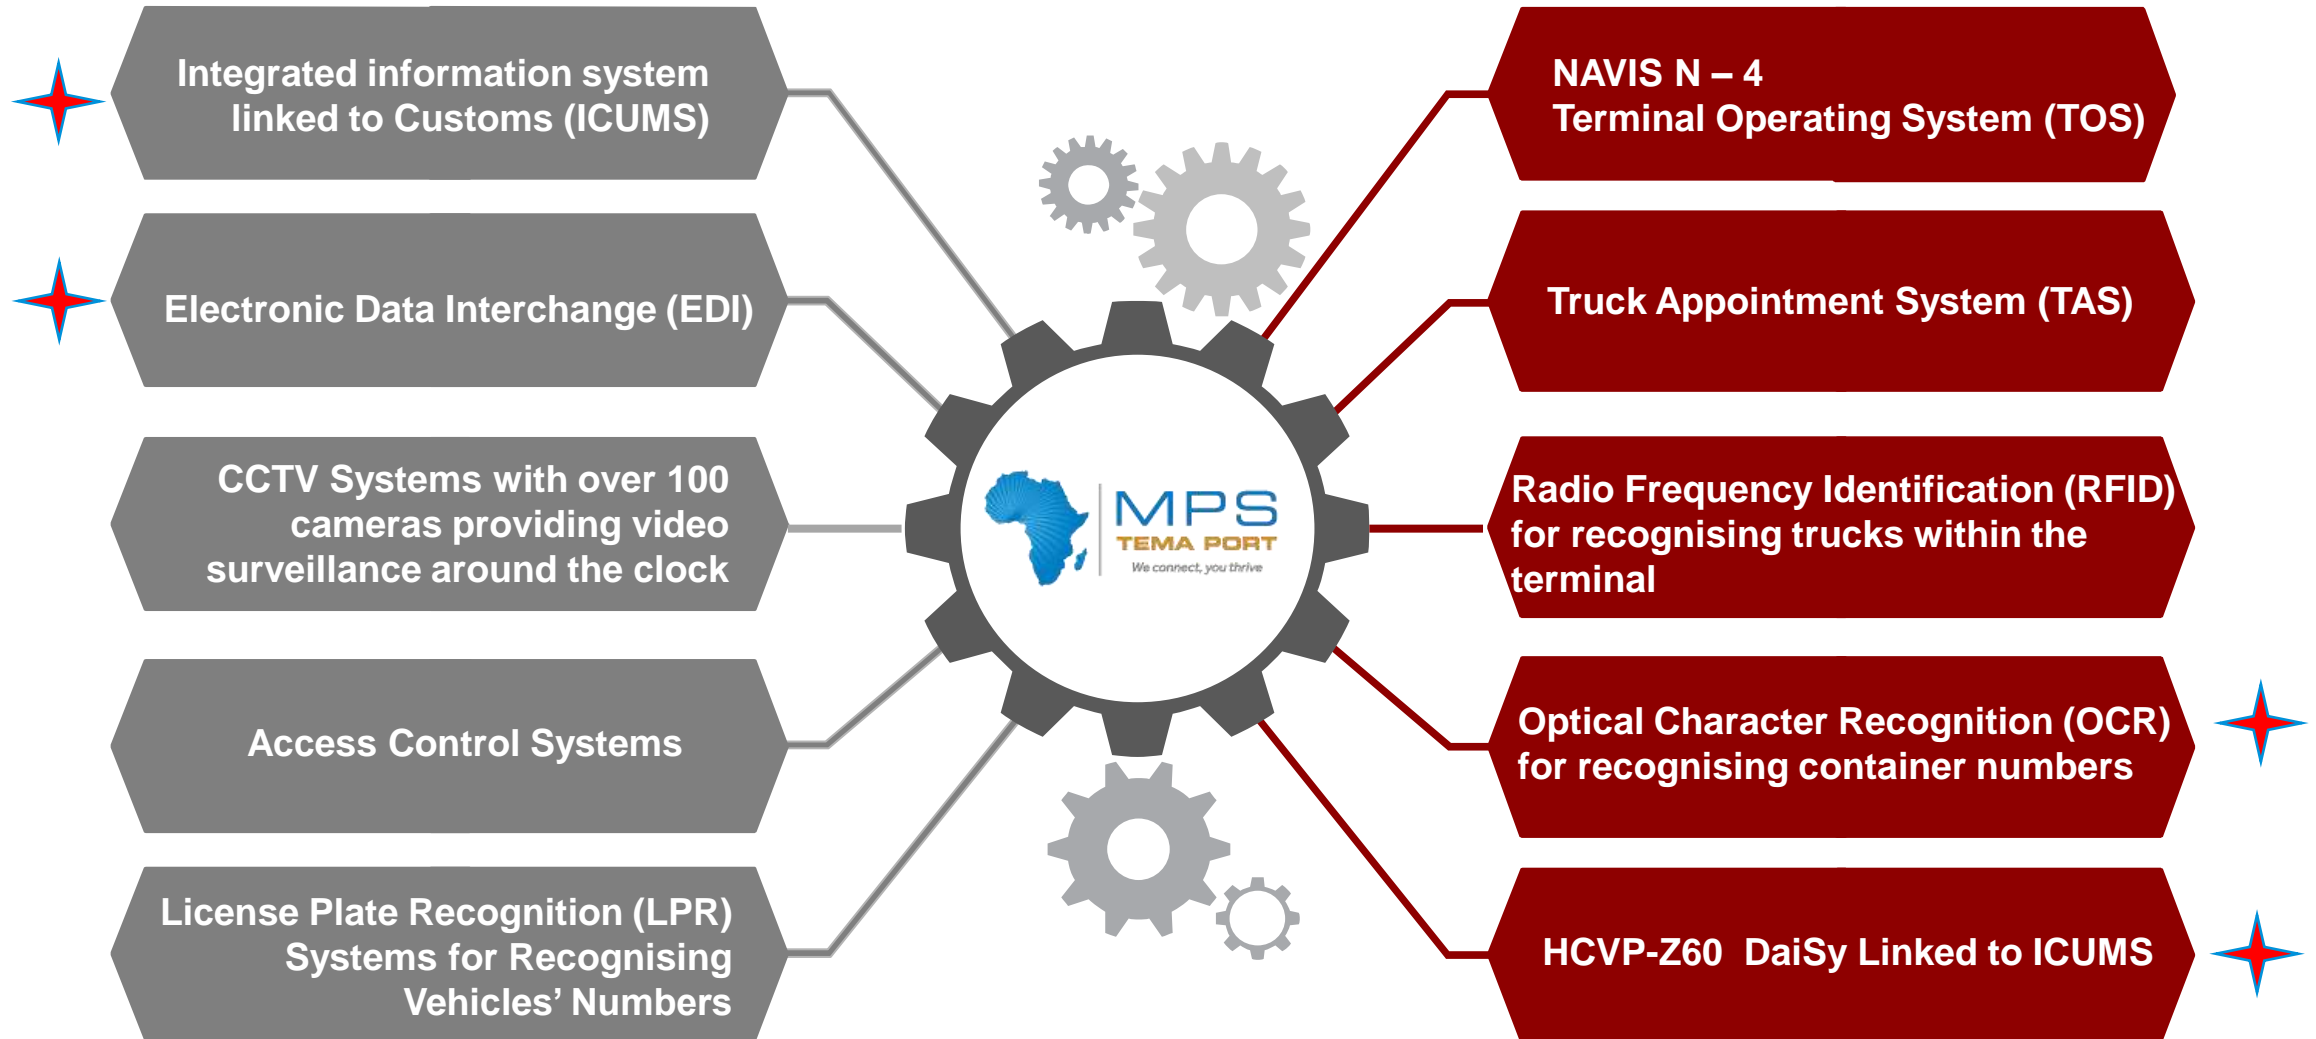 Integrated information system
linked to Customs (ICUMS)
Electronic Data Interchange (EDI)
CCTV Systems with over 100
cameras providing video
surveillance around the clock
Access Control Systems
License Plate Recognition (LPR)
Systems for Recognising
Vehicles’ Numbers
MPS
TEMA PORT
We connect, you thrive
NAVIS N – 4
Terminal Operating System (TOS)
Truck Appointment System (TAS)
Radio Frequency Identification (RFID)
for recognising trucks within the
terminal
Optical Character Recognition (OCR)
for recognising container numbers
HCVP-Z60 DaiSy Linked to ICUMS